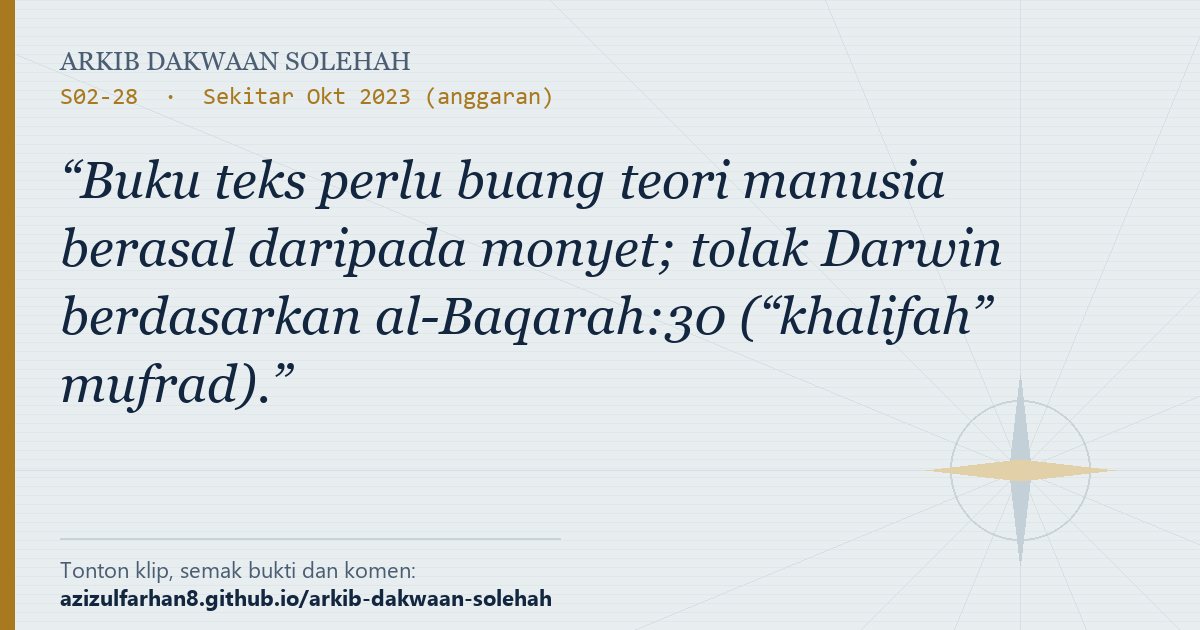 ARKIB DAKWAAN SOLEHAH
S02-28 · Sekitar Okt 2023 (anggaran)
“Buku teks perlu buang teori manusia
berasal daripada monyet; tolak Darwin
berdasarkan al-Baqarah:30 (“khalifah”
mufrad).”
Tonton klip, semak bukti dan komen:
azizulfarhan8.github.io/arkib-dakwaan-solehah